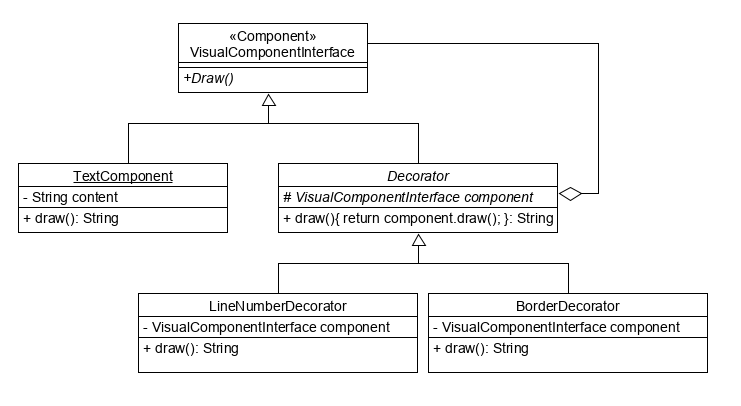 «Component»
VisualComponentInterface
+Draw()
TextComponent
- String content
+ draw(): String
Decorator
# VisualComponentInterface component
+ draw(){ return component.draw(); }: String
LineNumberDecorator
- VisualComponentInterface component
+ draw(): String
BorderDecorator
- VisualComponentInterface component
+ draw(): String